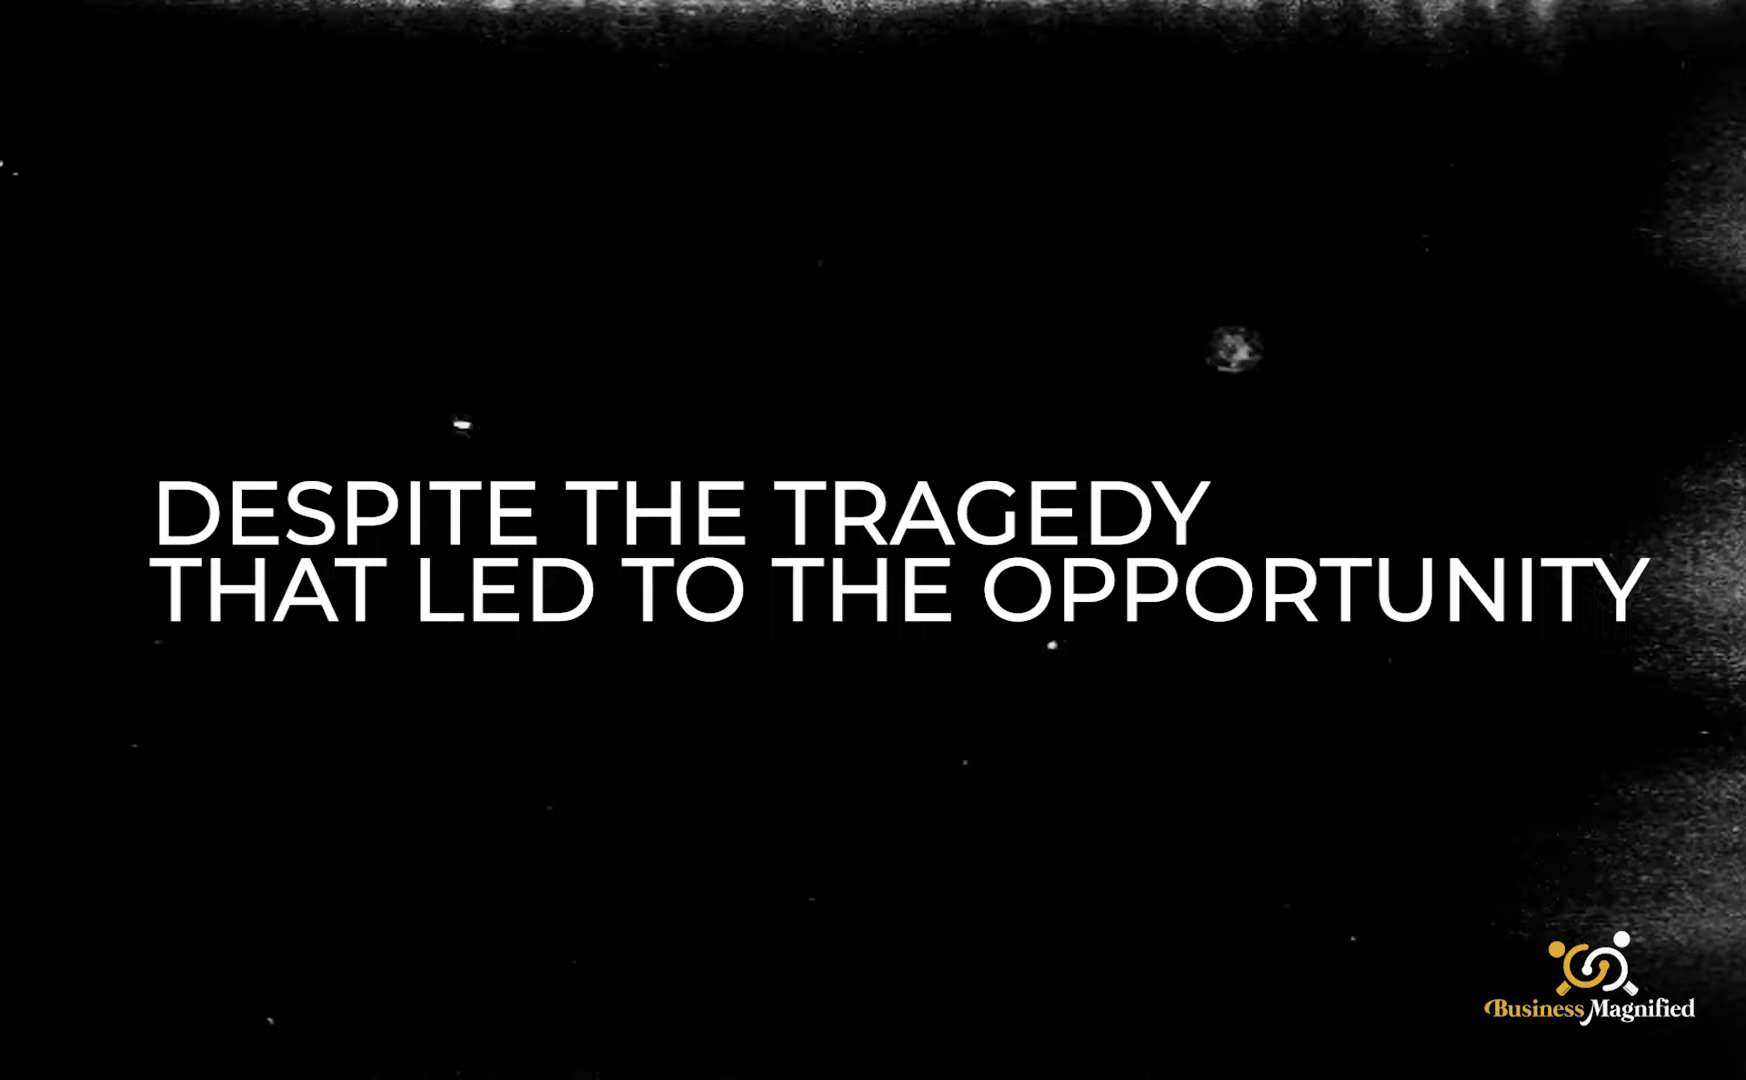 DESPITE THE TRAGEDY
THAT LED TO THE OPPORTUNITY
Business Magnified